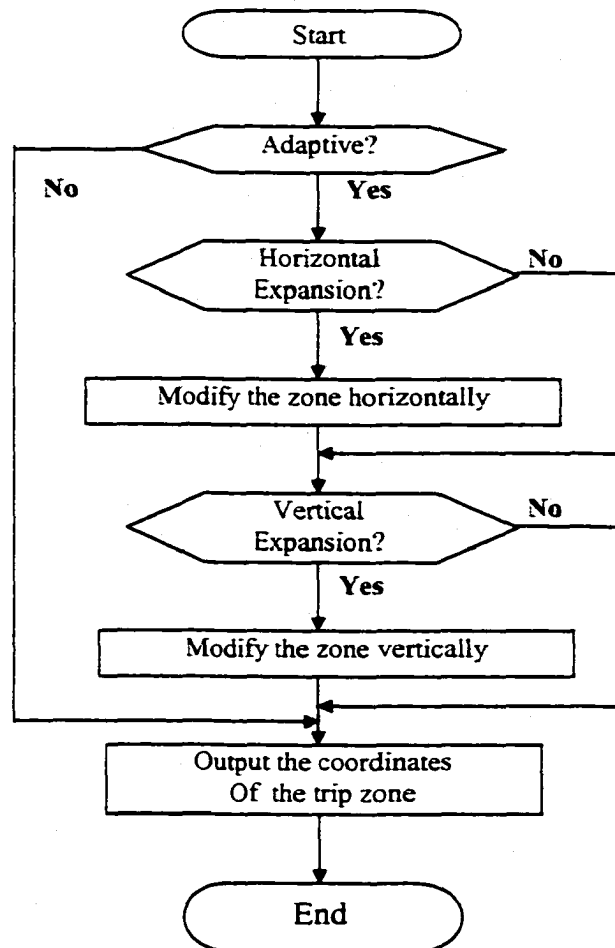 Start
Adaptive?
No
Yes
Horizontal
Expansion?
No
Yes
Modify the zone horizontally
Vertical
Expansion?
No
Yes
Modify the zone vertically
Output the coordinates
Of the trip zone
End